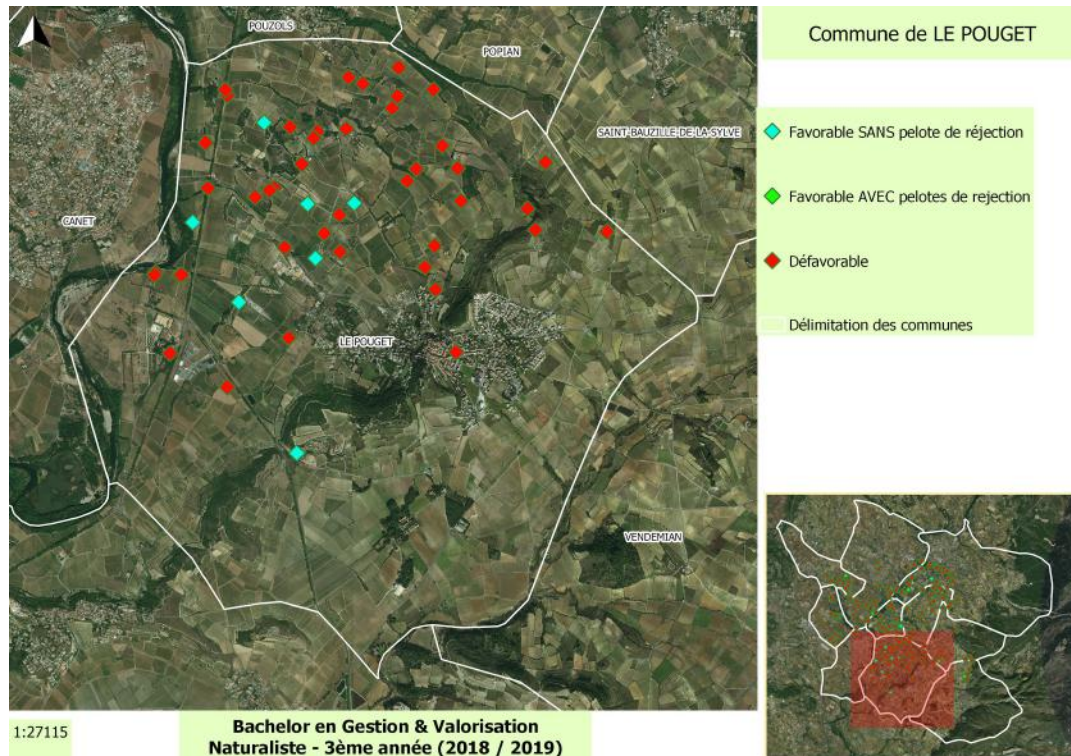 POUZOLS
POPIAN
SAINT-BAUZILLE-DE-LA-SYLVE
CANET
LE POUGET
VENDEMIAN
Commune de LE POUGET
Favorable SANS pelote de réjection
Favorable AVEC pelotes de rejection
Défavorable
Délimitation des communes
1:27115
Bachelor en Gestion & Valorisation
Naturaliste - 3ème année (2018 / 2019)